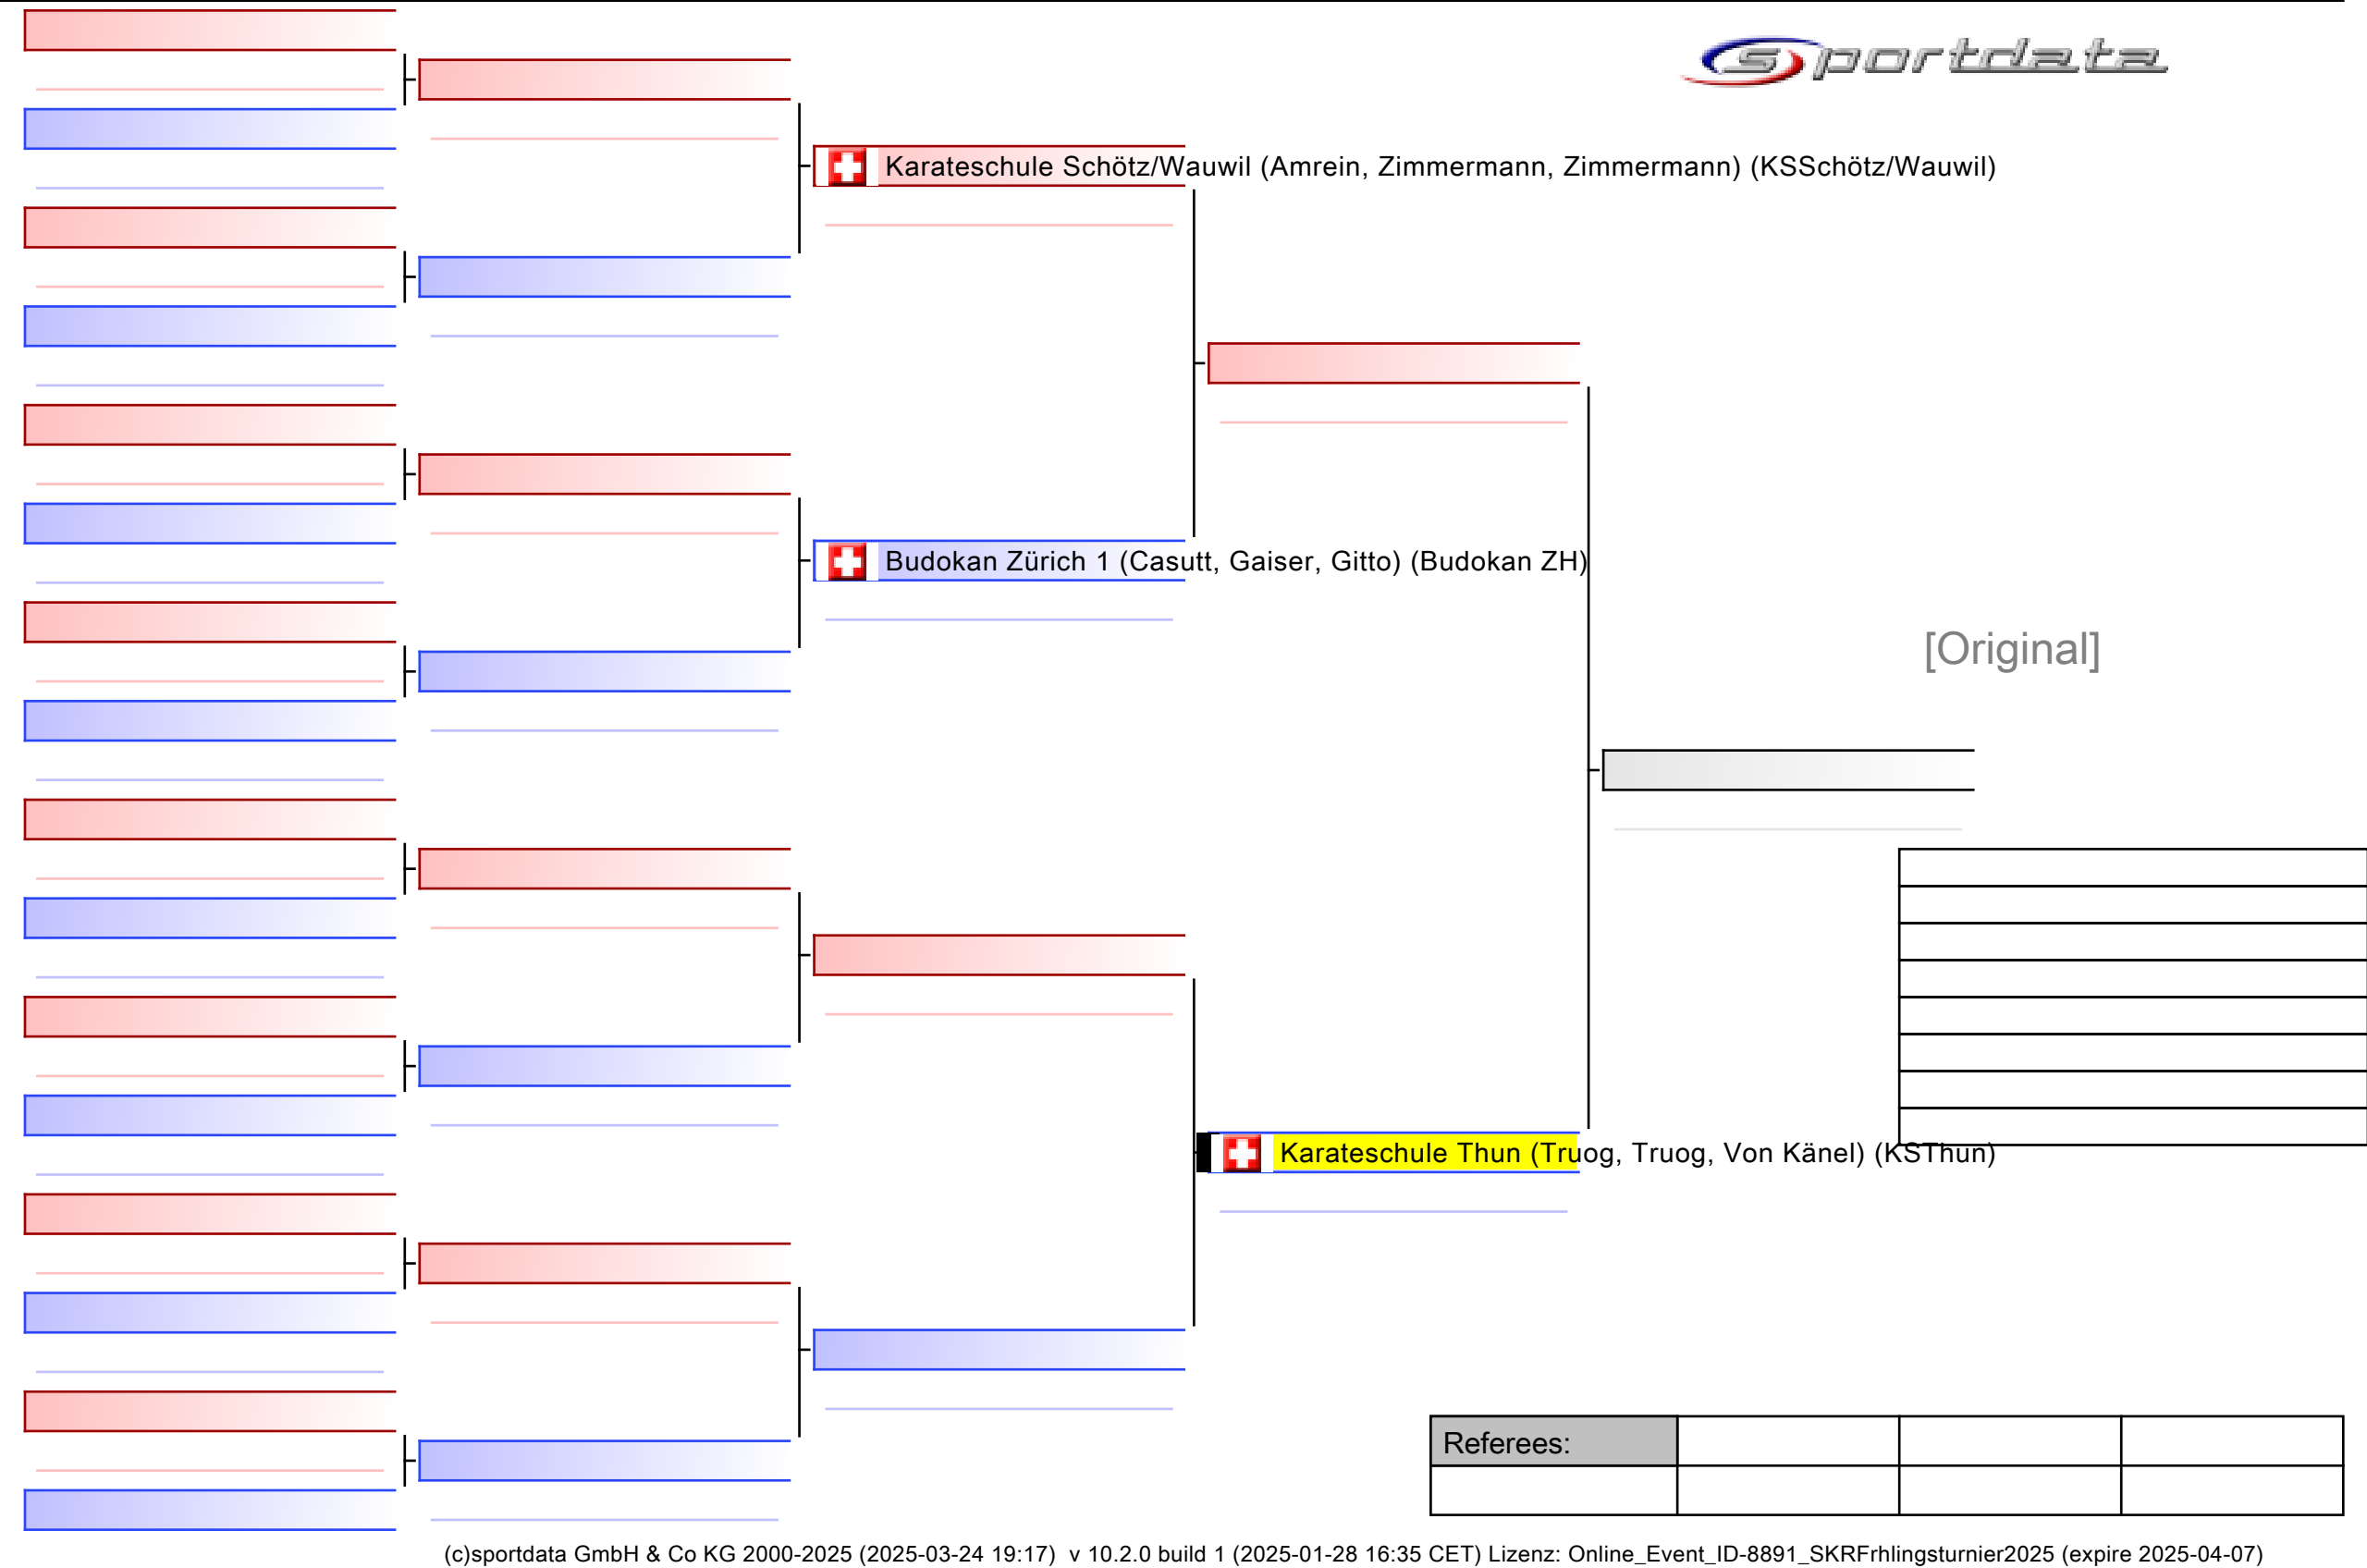 sportdata
Karateschule Schötz/Wauwil (Amrein, Zimmermann, Zimmermann) (KSSchötz/Wauwil)
Budokan Zürich 1 (Casutt, Gaiser, Gitto) (Budokan ZH)
[Original]
Karateschule Thun (Truog, Truog, Von Känel) (KSThun)
Referees:
(c)sportdata GmbH & Co KG 2000-2025 (2025-03-24 19:17) v 10.2.0 build 1 (2025-01-28 16:35 CET) Lizenz: Online_Event_ID-8891_SKRFrhlingsturnier2025 (expire 2025-04-07)